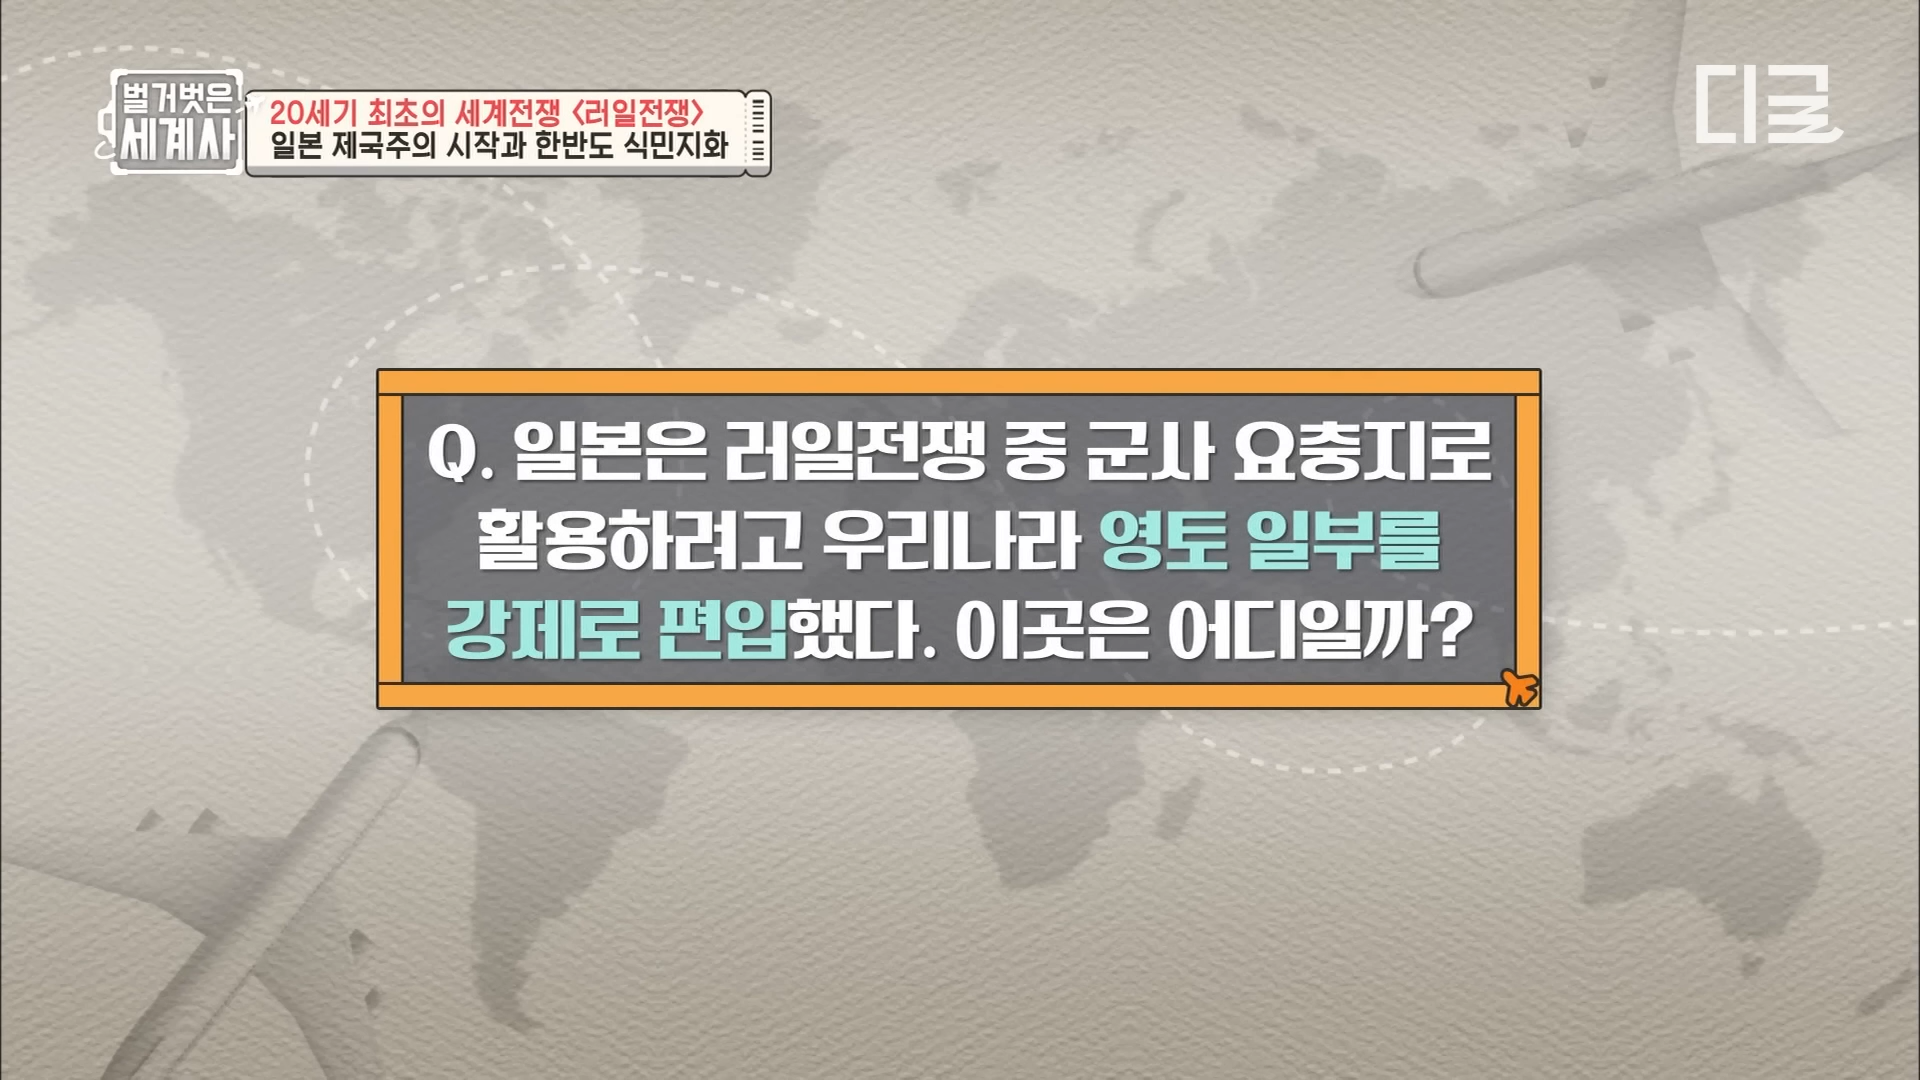 벌거벗은
세계사
20세기 최초의 세계전쟁 <러일전쟁>
일본 제국주의 시작과 한반도 식민지화
디글
Q. 일본은 러일전쟁 중 군사 요충지로
활용하려고 우리나라 영토 일부를
강제로 편입했다. 이곳은 어디일까?